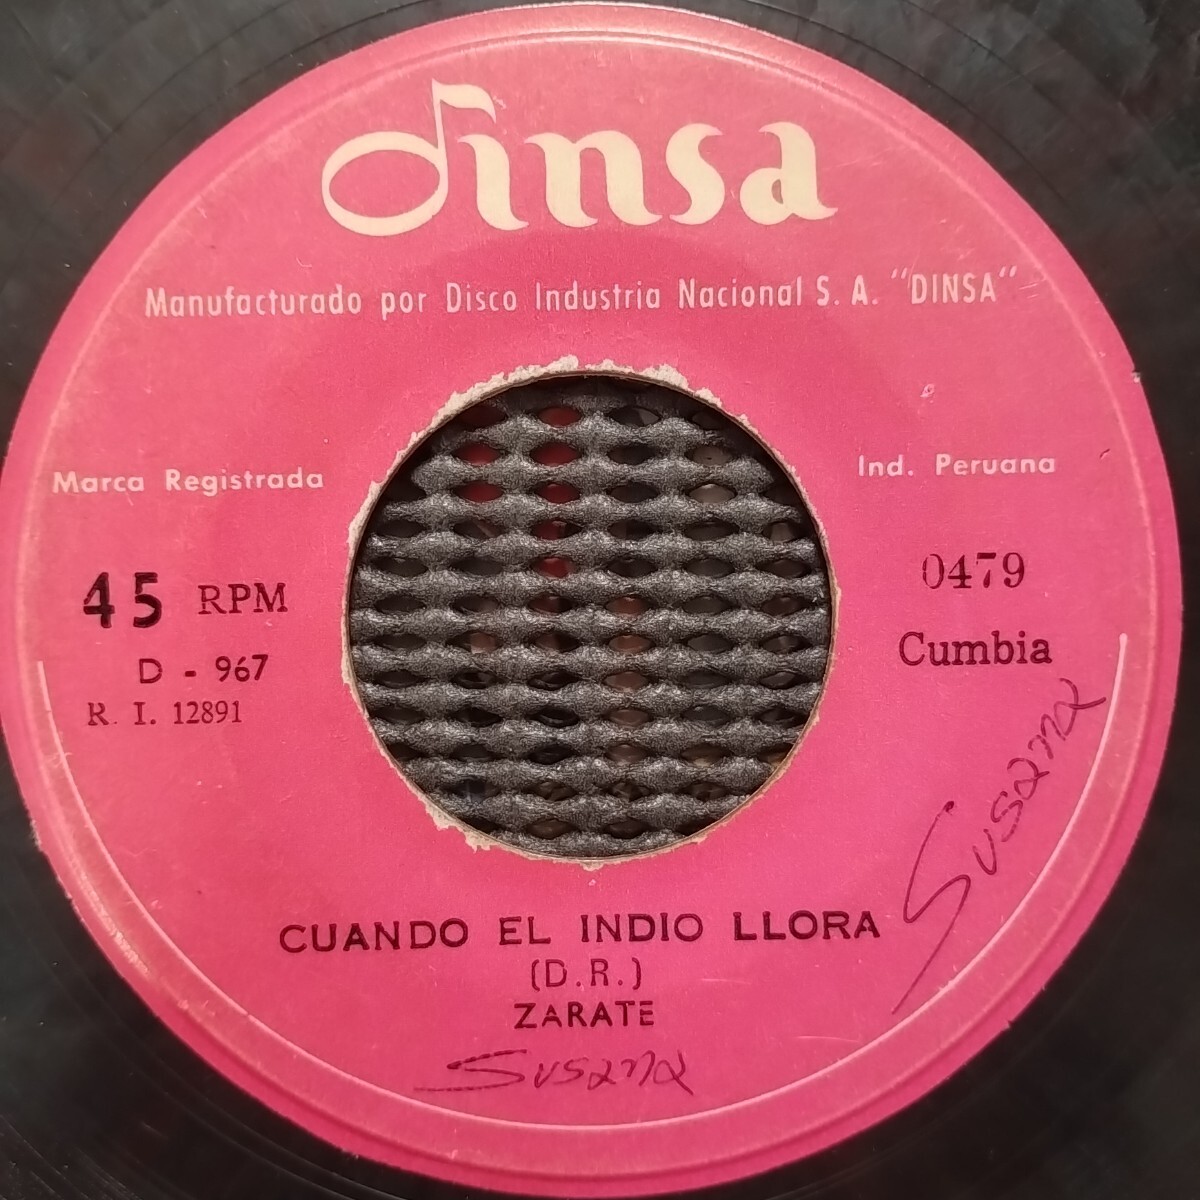 dinsa
Manufacturado por Disco Industria Nacional S. A. "DINSA"
Marca Registrada
Ind. Peruana
45 RPM
0479
D - 967
Cumbia
R. I. 12891
Susana
CUANDO EL INDIO LLORA
(D.R.)
ZARATE
Susana